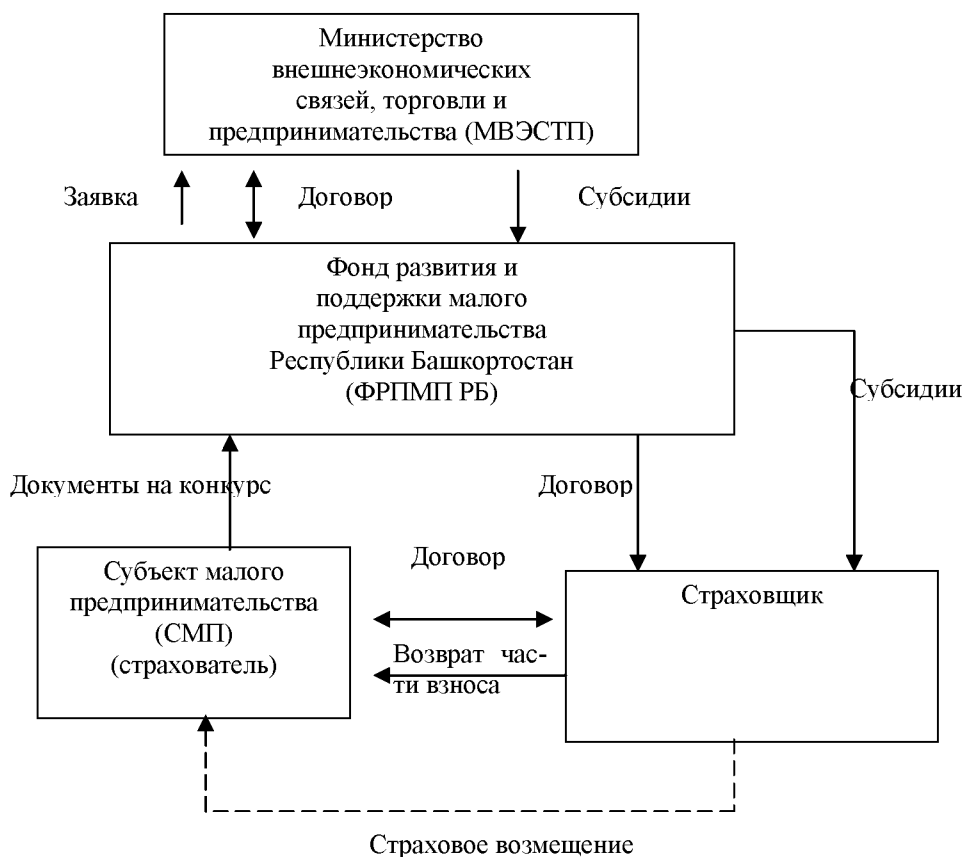 Министерство
внешнеэкономических
связей, торговли и
предпринимательства (МВЭСТП)
Заявка
Договор
Субсидии
Фонд развития и
поддержки малого
предпринимательства
Республики Башкортостан
(ФРПМП РБ)
Субсидии
Документы на конкурс
Договор
Субъект малого
предпринимательства
(СМП)
(страхователь)
Договор
Страховщик
Возврат час-
ти взноса
Страховое возмещение